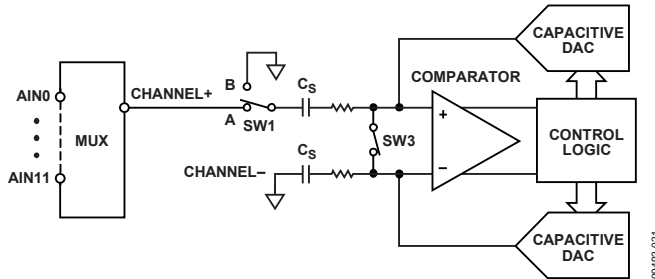 CAPACITIVE
DAC
COMPARATOR
B
CS
AIN0
CHANNEL+
A
SW1
+
MUX
SW3
CONTROL
LOGIC
CS
–
AIN11
CHANNEL–
CAPACITIVE
DAC